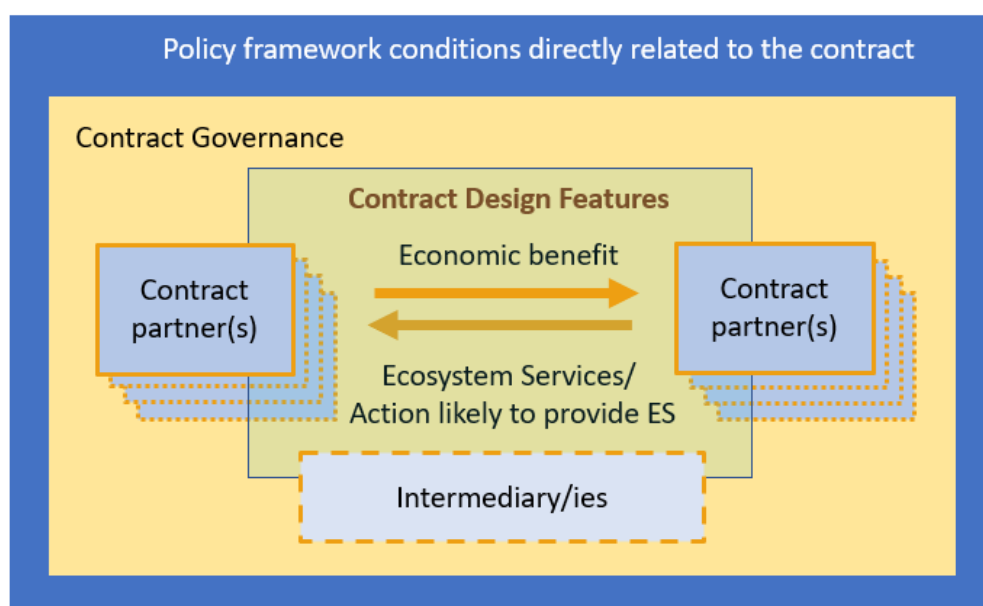 Policy framework conditions directly related to the contract
Contract Governance
Contract Design Features
Economic benefit
Contract
partner(s)
Contract
partner(s)
Ecosystem Services/
Action likely to provide ES
Intermediary/ies